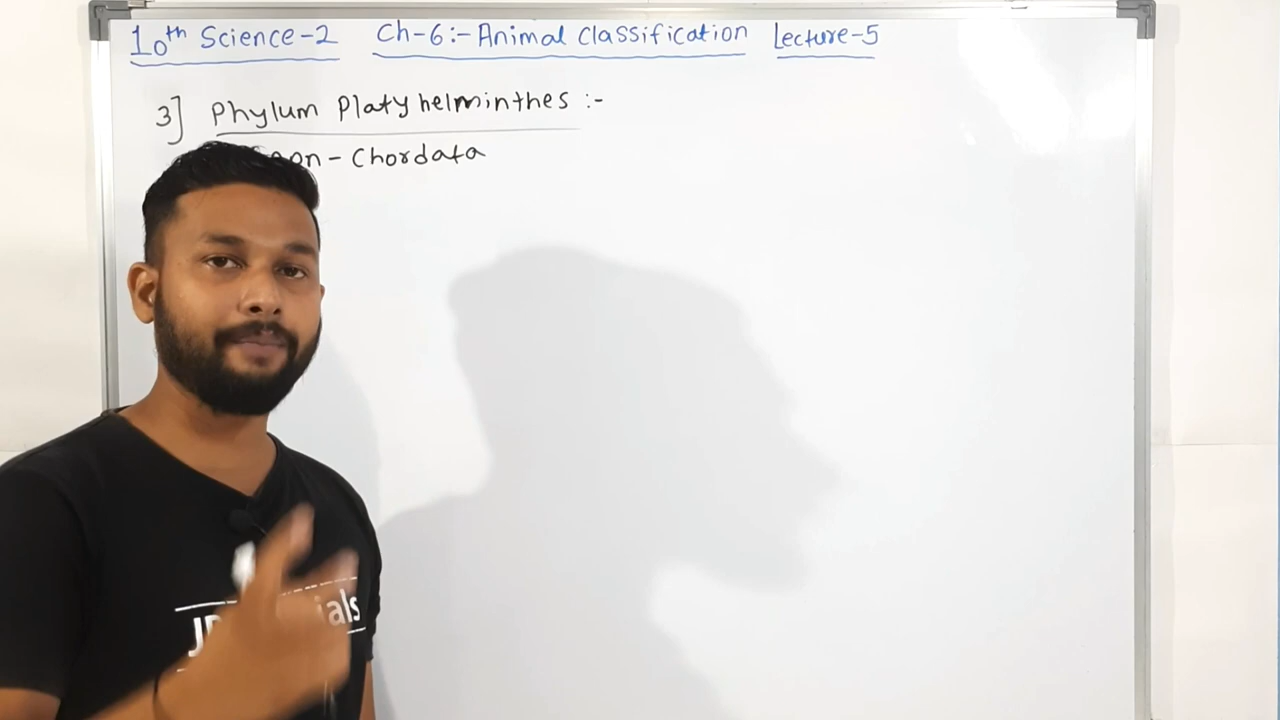 10th Science-2 Ch-6:- Animal Classification Lecture-5
3] Phylum Platyhelminthes :-
- Chordata